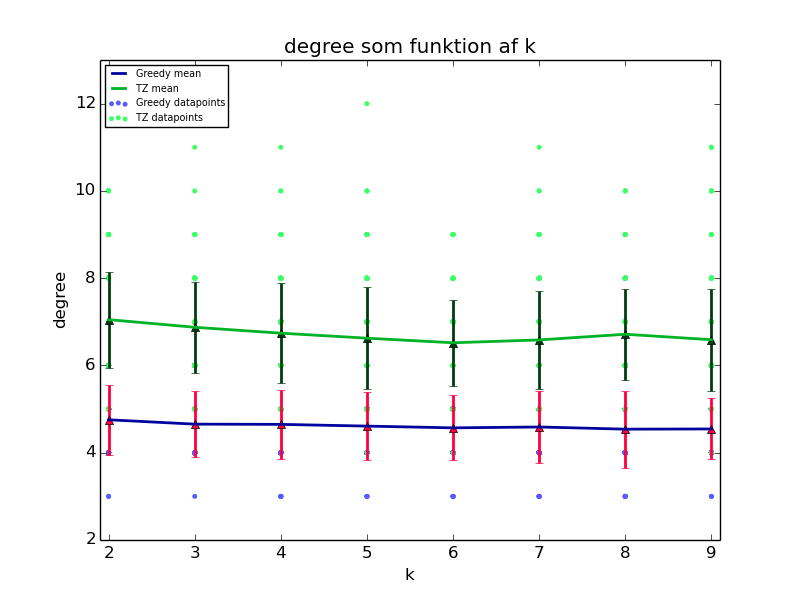 degree som funktion af k
Greedy mean
TZ mean
Greedy datapoints
TZ datapoints
12
10
8
6
4
2
degree
2 3 4 5 6 7 8 9
k